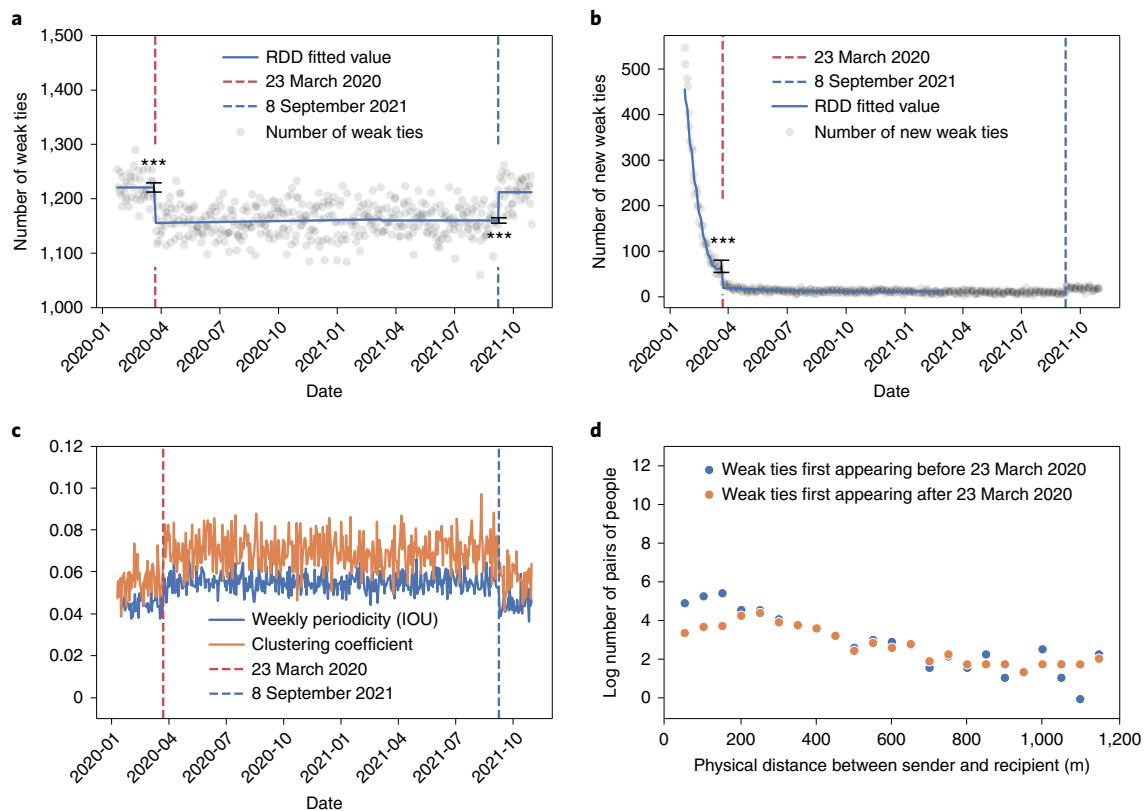 a
1,500
1,400
1,300
1,200
1,100
1,000
Number of weak ties
RDD fitted value
23 March 2020
8 September 2021
Number of weak ties
***
***
2020-01
2020-04
2020-07
2020-10
2021-01
2021-04
2021-07
2021-10
Date
b
500
400
300
200
100
0
Number of new weak ties
23 March 2020
8 September 2021
RDD fitted value
Number of new weak ties
***
2020-01
2020-04
2020-07
2020-10
2021-01
2021-04
2021-07
2021-10
Date
c
0.12
0.10
0.08
0.06
0.04
0.02
0
Weekly periodicity (IOU)
Clustering coefficient
23 March 2020
8 September 2021
2020-01
2020-04
2020-07
2020-10
2021-01
2021-04
2021-07
2021-10
Date
d
12
10
8
6
4
2
0
Log number of pairs of people
Weak ties first appearing before 23 March 2020
Weak ties first appearing after 23 March 2020
0
200
400
600
800
1,000
1,200
Physical distance between sender and recipient (m)